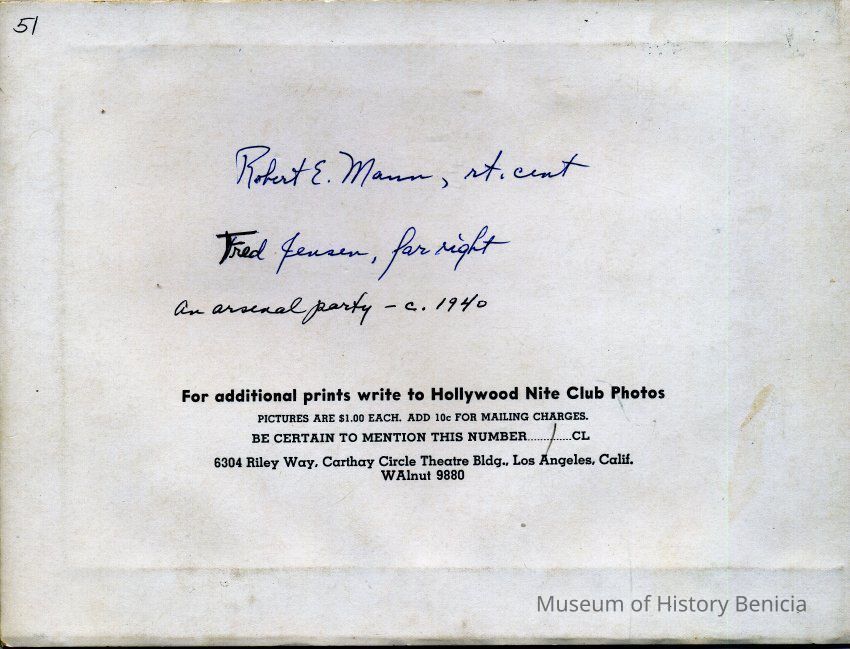 51
Robert E. Mann, rt. cent
Fred Jensen, far right
An arsenal party - c. 1940
For additional prints write to Hollywood Nite Club Photos
PICTURES ARE $1.00 EACH. ADD 10c FOR MAILING CHARGES.
BE CERTAIN TO MENTION THIS NUMBER......../......CL
6304 Riley Way, Carthay Circle Theatre Bldg., Los Angeles, Calif.
WAlnut 9880
Museum of History Benicia